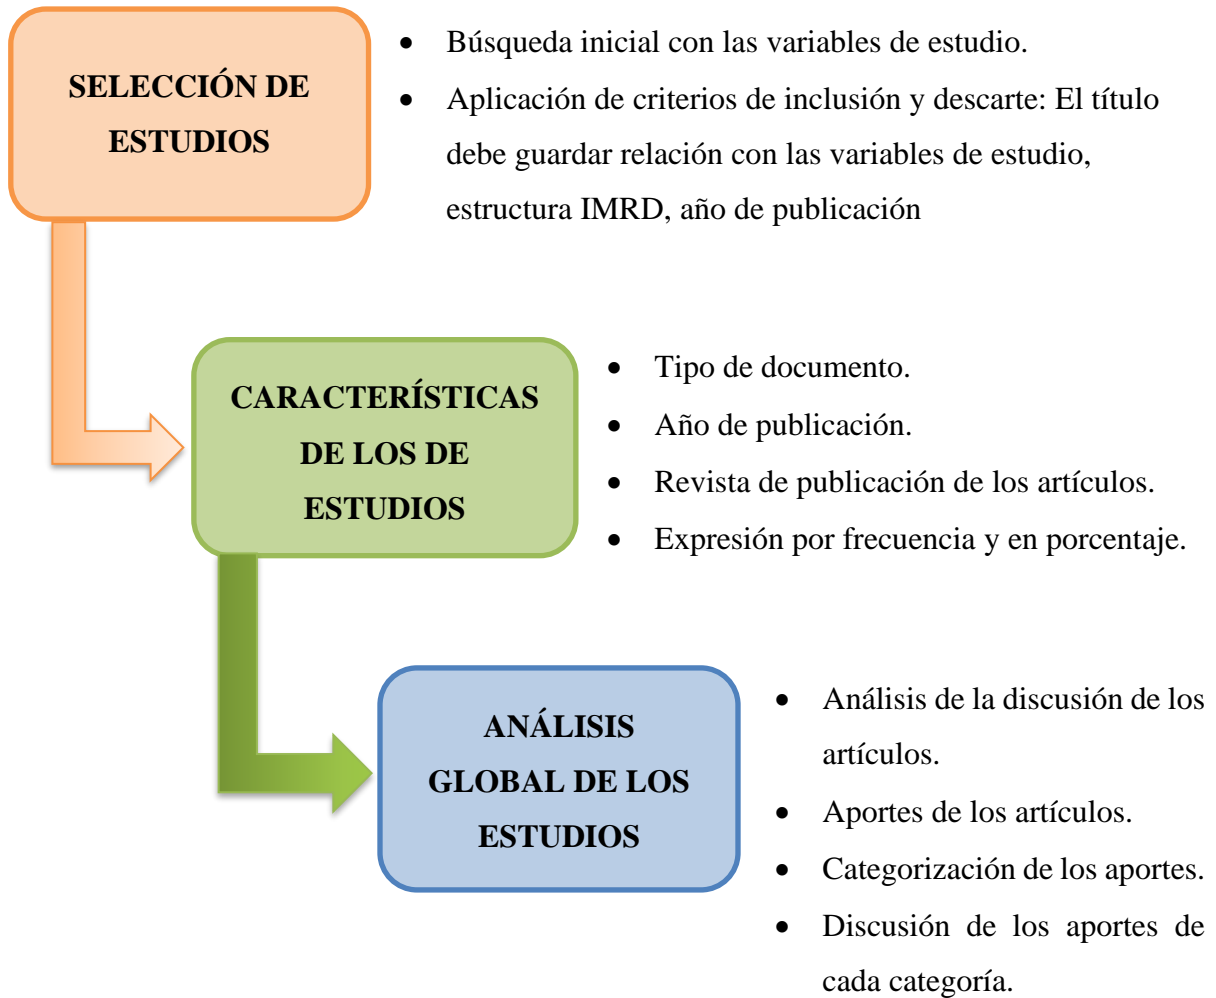 SELECCIÓN DE
ESTUDIOS
• Búsqueda inicial con las variables de estudio.
• Aplicación de criterios de inclusión y descarte: El título
debe guardar relación con las variables de estudio,
estructura IMRD, año de publicación
CARACTERÍSTICAS
DE LOS DE
ESTUDIOS
• Tipo de documento.
• Año de publicación.
• Revista de publicación de los artículos.
• Expresión por frecuencia y en porcentaje.
ANÁLISIS
GLOBAL DE LOS
ESTUDIOS
• Análisis de la discusión de los
artículos.
• Aportes de los artículos.
• Categorización de los aportes.
• Discusión de los aportes de
cada categoría.